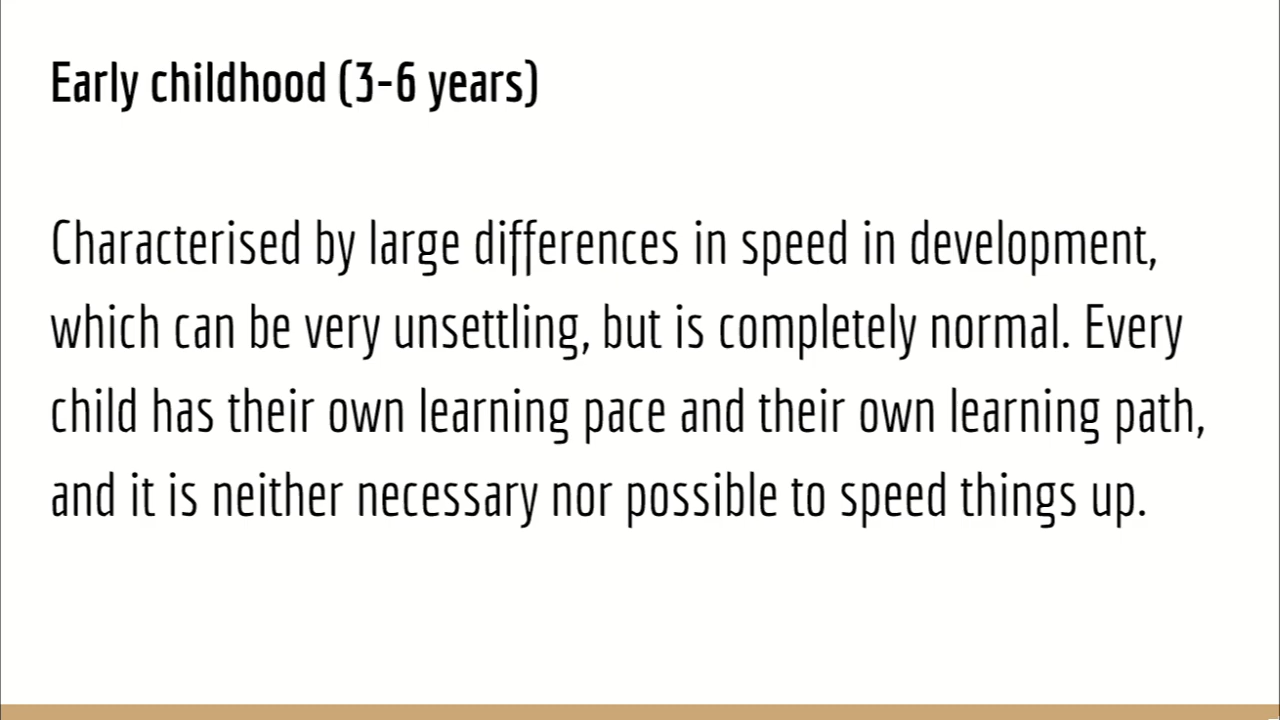 Early childhood (3-6 years)
Characterised by large differences in speed in development,
which can be very unsettling, but is completely normal. Every
child has their own learning pace and their own learning path,
and it is neither necessary nor possible to speed things up.